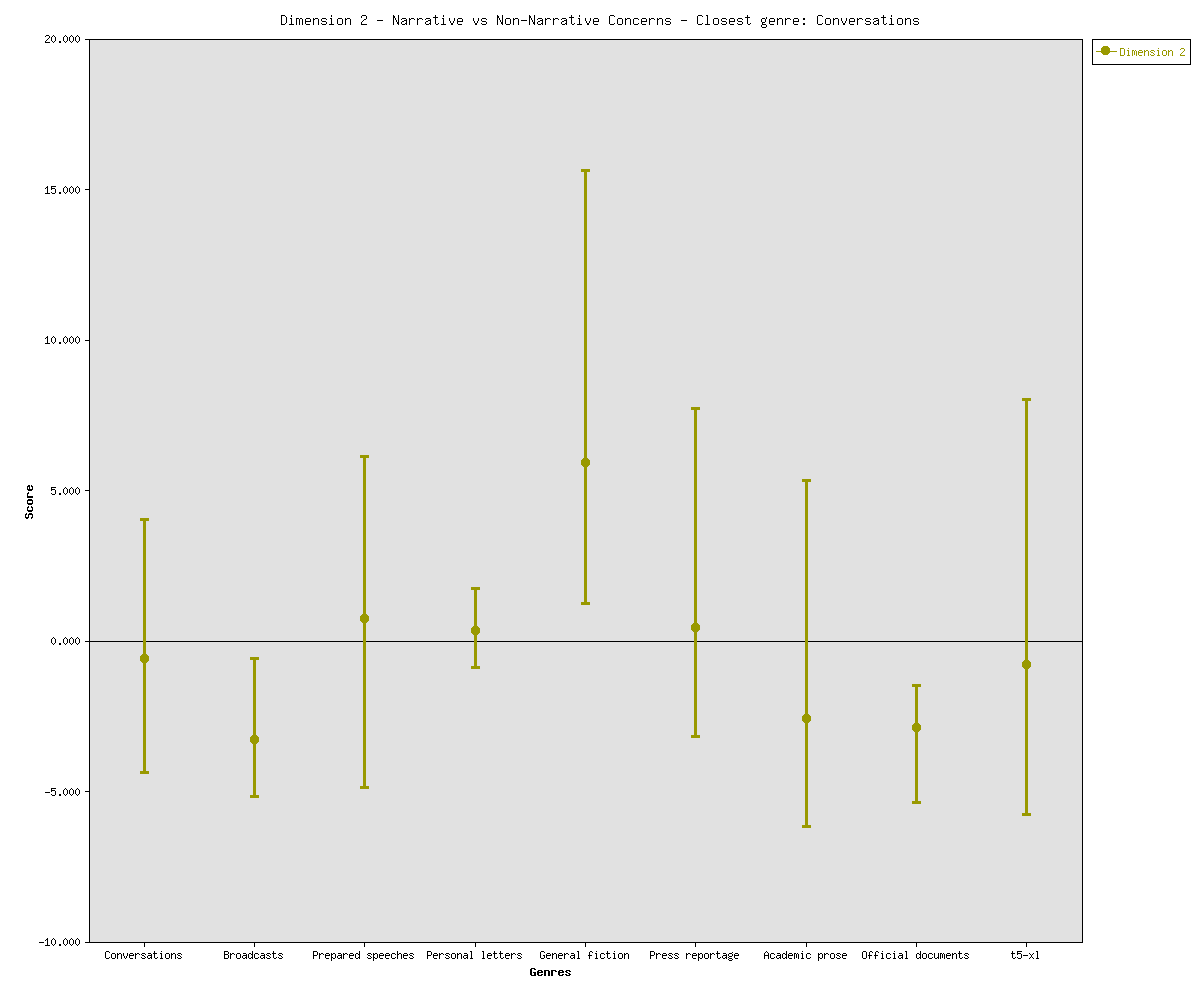 Dimension 2 - Narrative vs Non-Narrative Concerns - Closest genre: Conversations
20.000
Dimension 2
15.000
10.000
5.000
Score
0.000
-5.000
-10.000
Conversations Broadcasts Prepared speeches Personal letters General fiction Press reportage Academic prose Official documents t5-xl
Genres